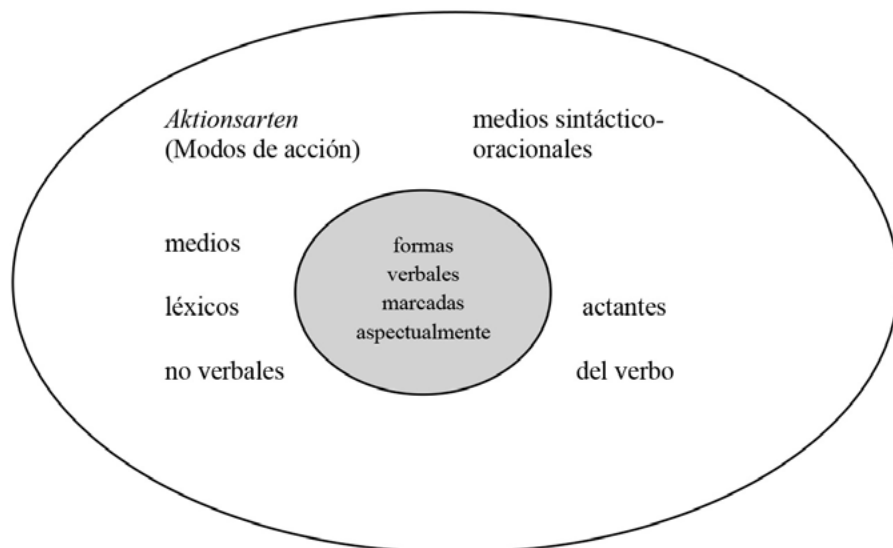 Aktionsarten
(Modos de acción)
medios sintáctico-
oracionales
medios
léxicos
no verbales
formas
verbales
marcadas
aspectualmente
actantes
del verbo